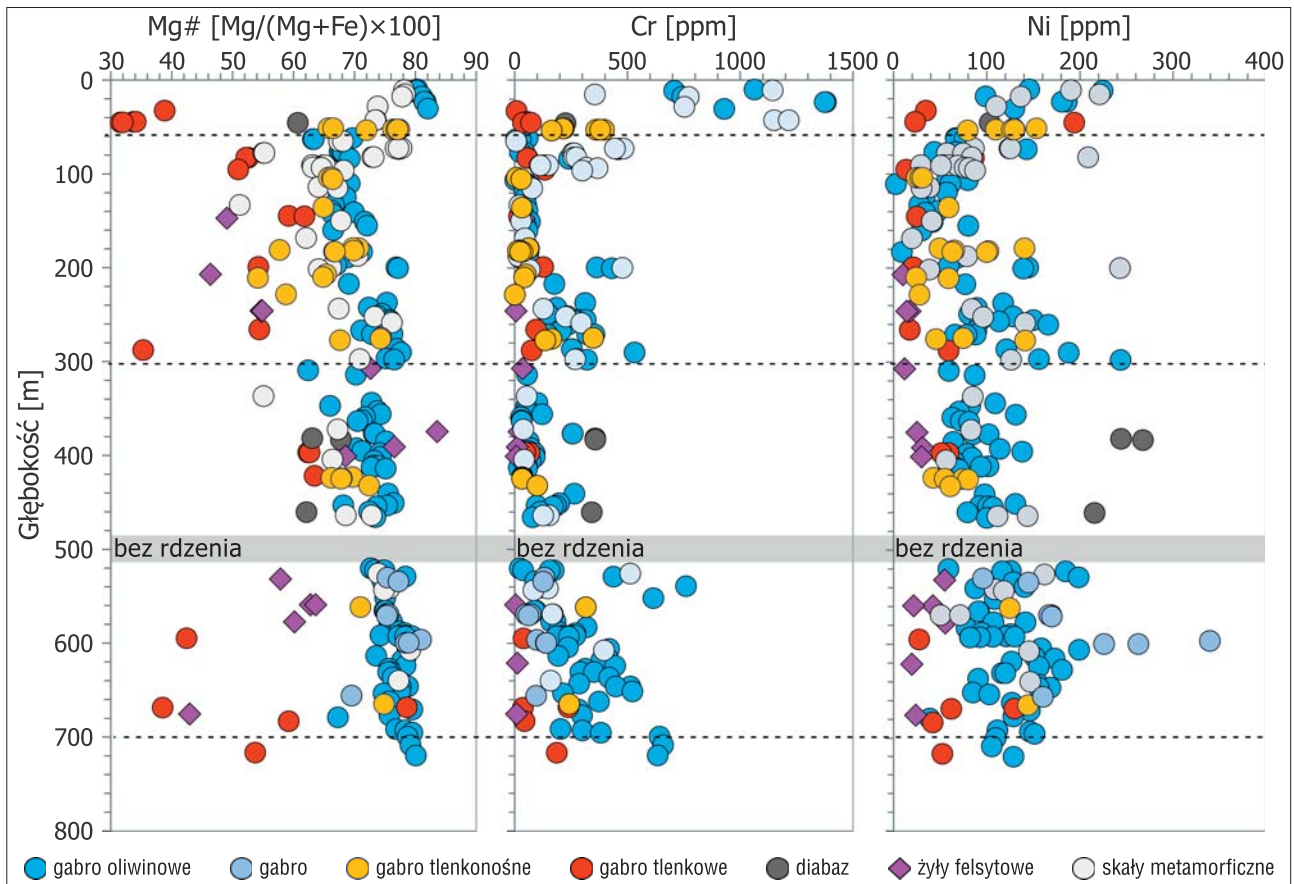 Mg# [Mg/(Mg+Fe)×100] Cr [ppm] Ni [ppm]
30 40 50 60 70 80 90 0 500 1000 1500 0 100 200 300 400
0
100
200
300
400
500
600
700
800
Głębokość [m]
bez rdzenia bez rdzenia bez rdzenia
gabro oliwinowe gabro gabro tlenkonośne gabro tlenkowe diabaz żyły felsytowe skały metamorficzne